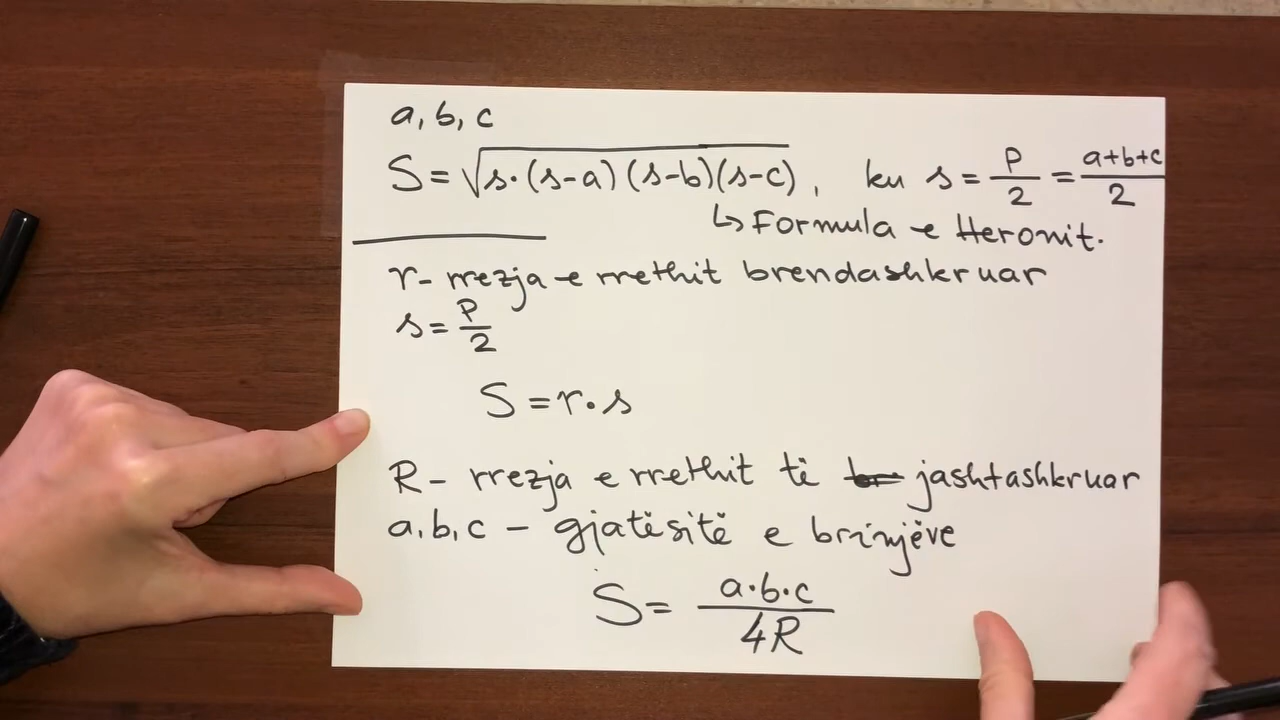 a, b, c
S = √s·(s-a)(s-b)(s-c), ku s = P/2 = a+b+c/2
↳ Formula e Heronit.
r- rrezja e rrethit brendashkruar
s = P/2
S = r·s
R- rrezja e rrethit të jashtashkruar
a,b,c - gjatësitë e brinjëve
S = a·b·c/4R